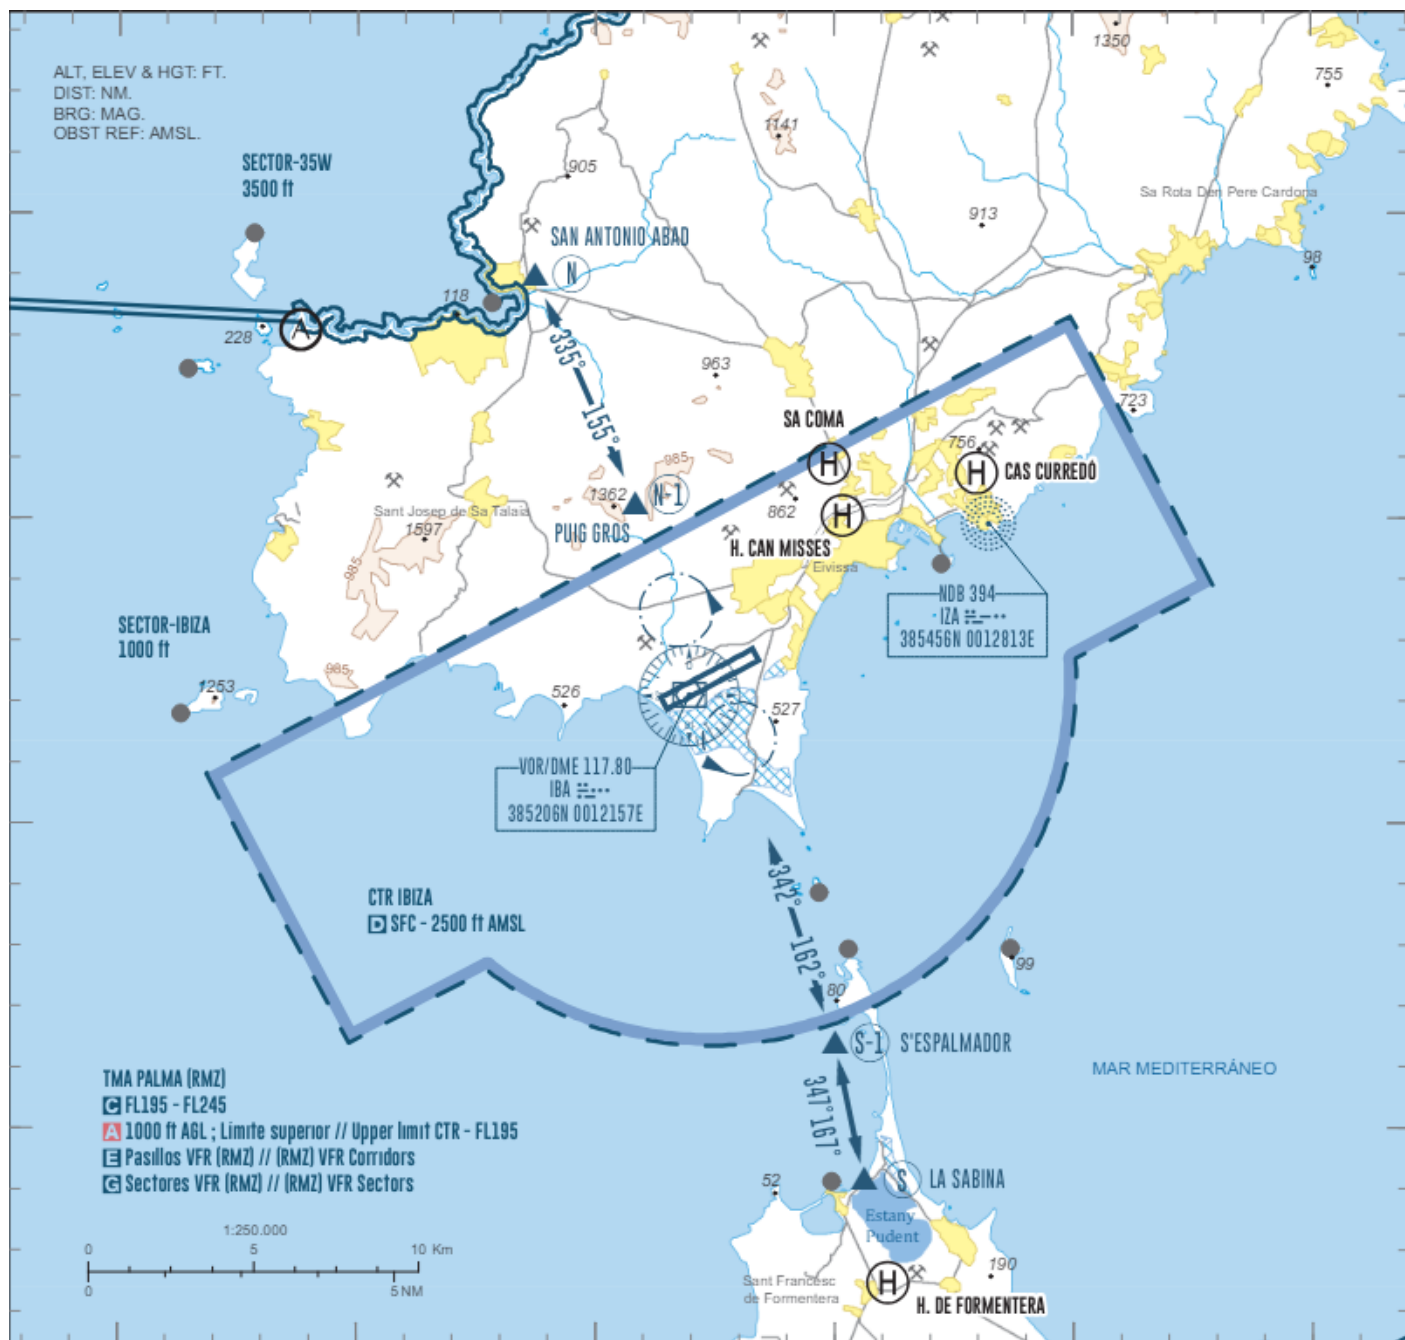 ALT, ELEV & HGT: FT.
DIST: NM.
BRG: MAG.
OBST REF: AMSL.
1350
755
1141
SECTOR-35W
3500 ft
905
Sa Rota Den Pere Cardona
913
SAN ANTONIO ABAD
N
98
118
228
A
335°
155°
963
723
SA COMA
H
756
H
CAS CURREDÓ
985
1362
N-1
862
H
Sant Josep de Sa Talaia
1597
PUIG GROS
H. CAN MISSES
Eivissa
985
NDB 394
IZA
385456N 0012813E
SECTOR-IBIZA
1000 ft
985
1253
526
527
VOR/DME 117.80
IBA
385206N 0012157E
342°
162°
CTR IBIZA
D SFC - 2500 ft AMSL
99
80
S-1
S'ESPALMADOR
MAR MEDITERRÁNEO
TMA PALMA (RMZ)
C FL195 - FL245
A 1000 ft AGL ; Límite superior // Upper limit CTR - FL195
E Pasillos VFR (RMZ) // (RMZ) VFR Corridors
G Sectores VFR (RMZ) // (RMZ) VFR Sectors
347°
167°
52
S
LA SABINA
Estany
Pudent
1:250.000
0 5 10 Km
5 NM
190
Sant Francesc
de Formentera
H
H. DE FORMENTERA